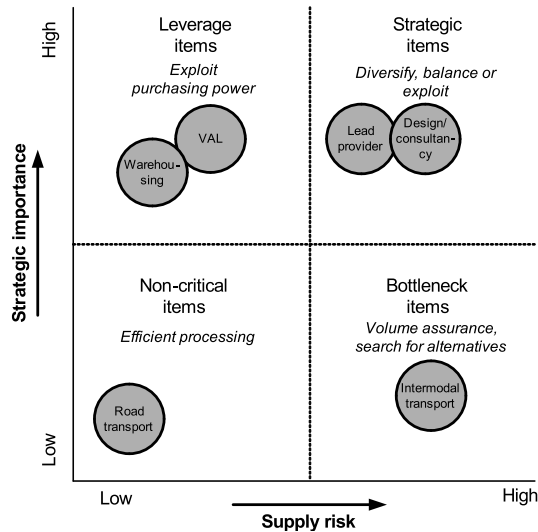 High
Leverage
items
Exploit
purchasing power
VAL
Warehou-
sing
Strategic
items
Diversify, balance or
exploit
Lead
provider
Design/
consultan-
cy
Strategic importance
Non-critical
items
Efficient processing
Road
transport
Bottleneck
items
Volume assurance,
search for alternatives
Intermodal
transport
Low
Low
High
Supply risk